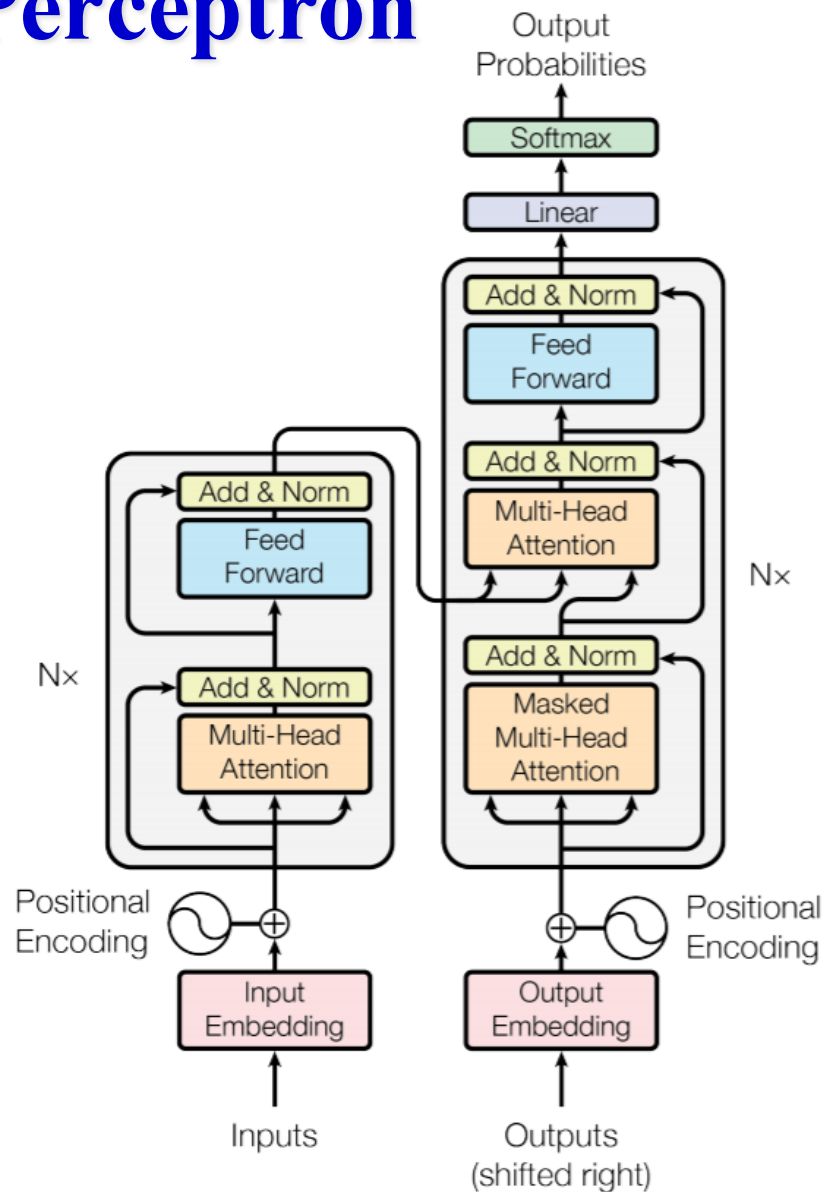 Perceptron
Output
Probabilities
Softmax
Linear
Add & Norm
Feed
Forward
Add & Norm
Multi-Head
Attention
Nx
Add & Norm
Masked
Multi-Head
Attention
Add & Norm
Feed
Forward
Nx
Add & Norm
Multi-Head
Attention
Positional
Encoding
Positional
Encoding
Input
Embedding
Output
Embedding
Inputs
Outputs
(shifted right)